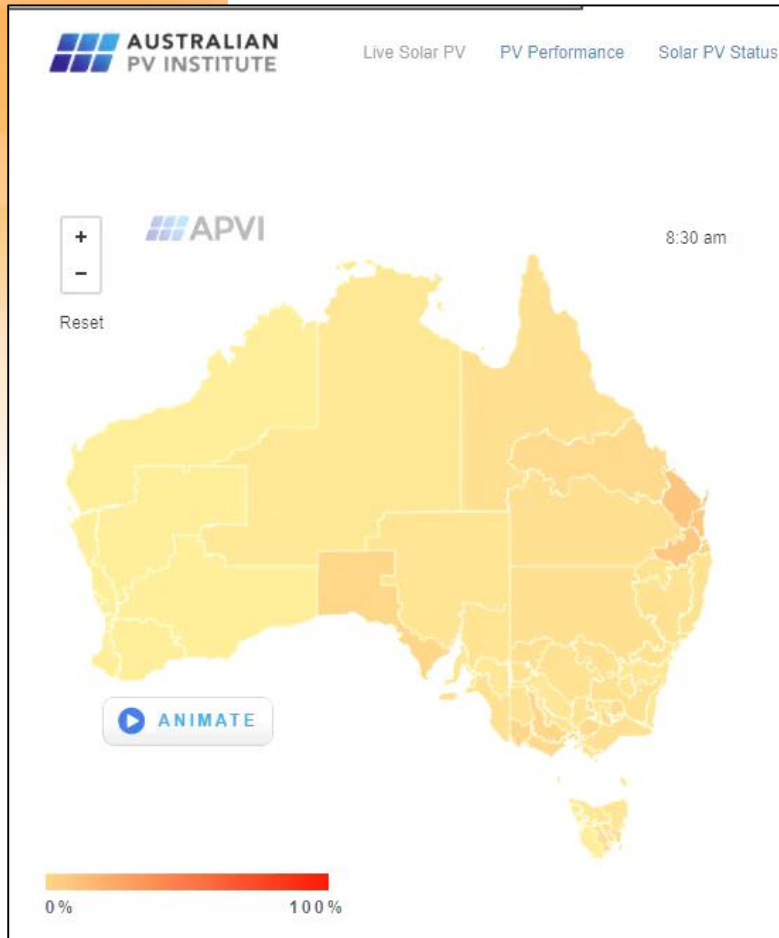 AUSTRALIAN
PV INSTITUTE
Live Solar PV PV Performance Solar PV Status
+
APVI
8:30 am
−
Reset
ANIMATE
0% 100%